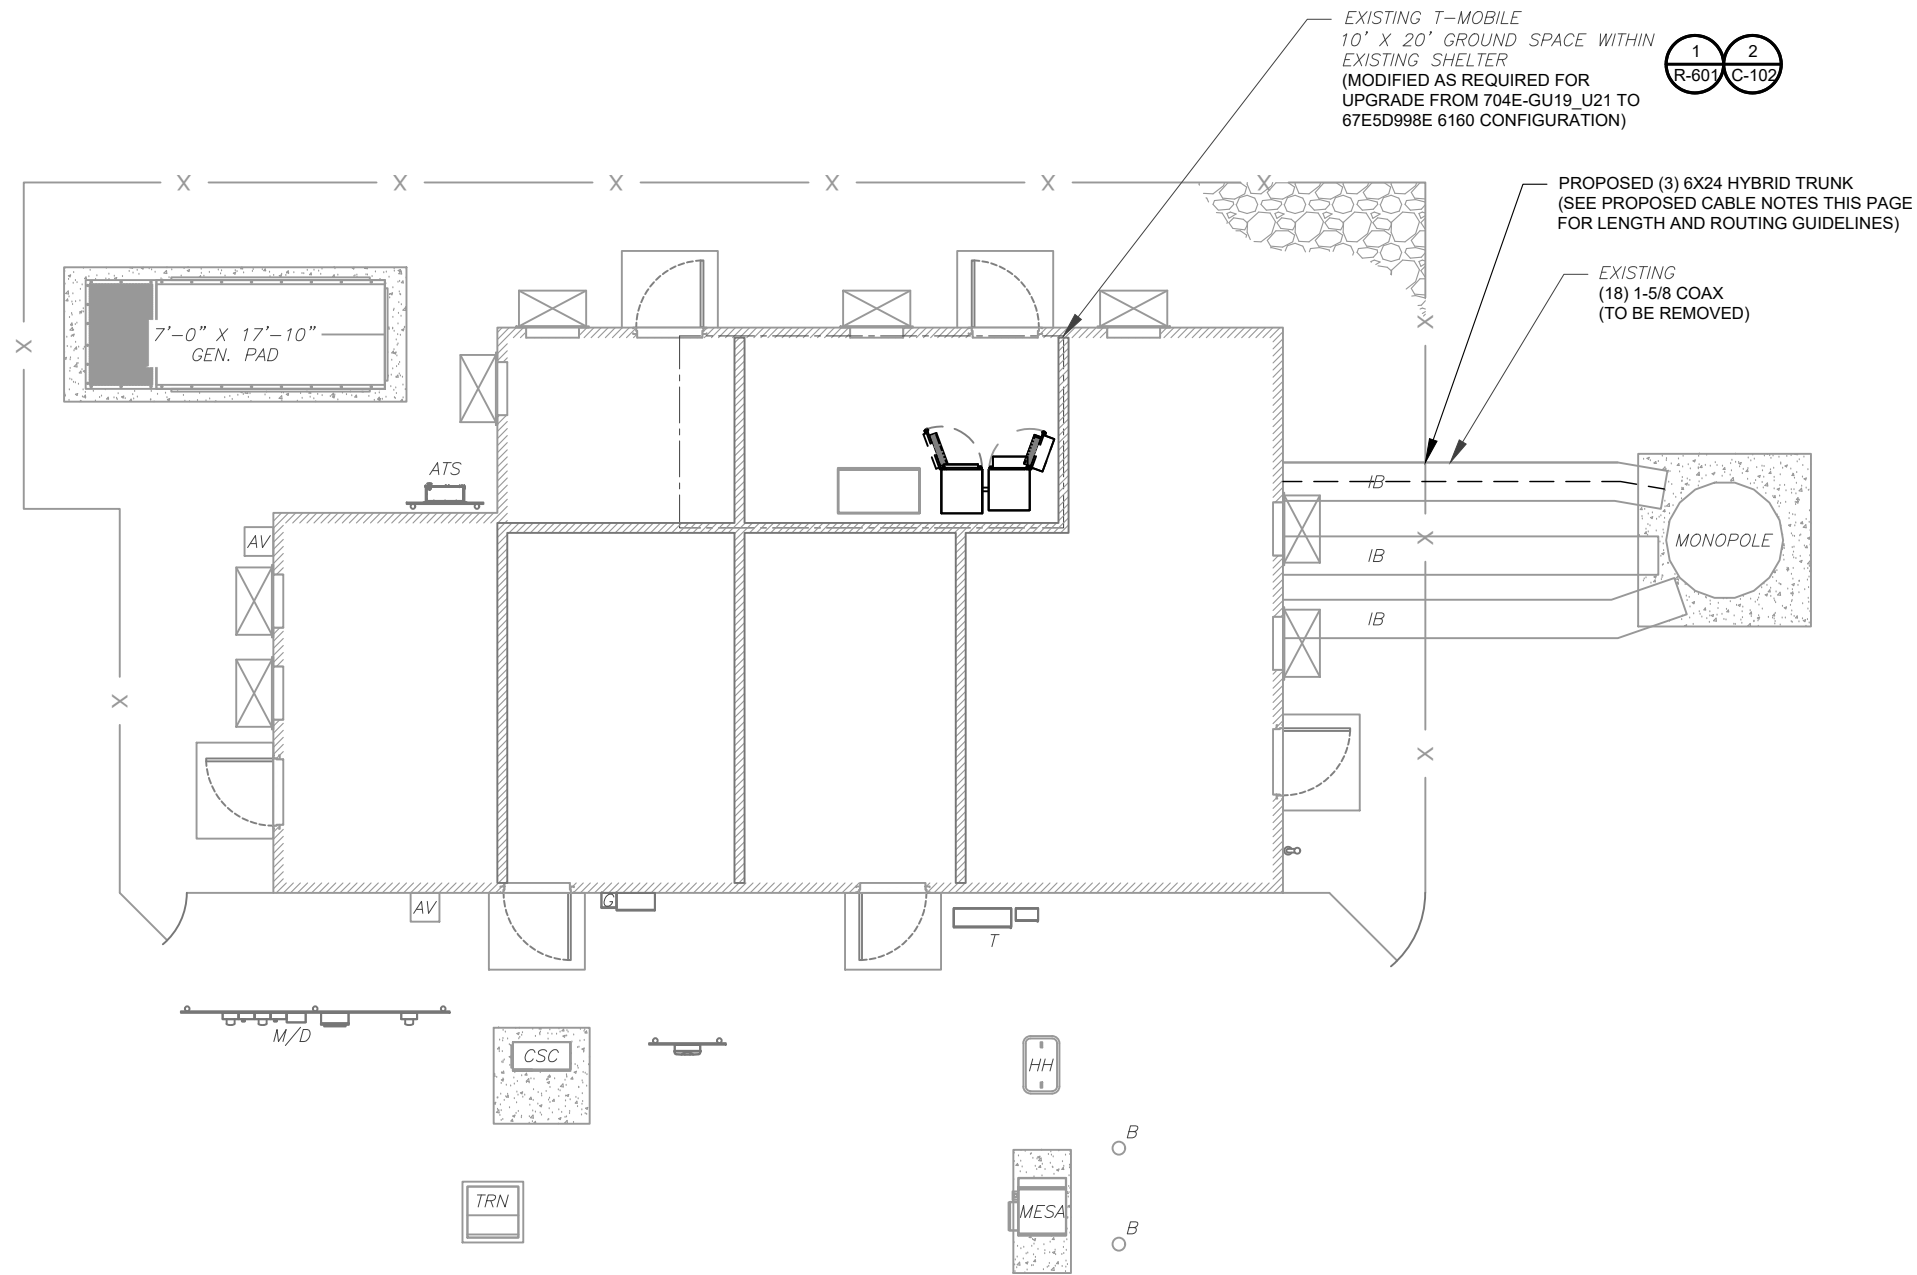 EXISTING T-MOBILE
10' X 20' GROUND SPACE WITHIN
EXISTING SHELTER
(MODIFIED AS REQUIRED FOR
UPGRADE FROM 704E-GU19_U21 TO
67E5D998E 6160 CONFIGURATION)
1
R-601
2
C-102
PROPOSED (3) 6X24 HYBRID TRUNK
(SEE PROPOSED CABLE NOTES THIS PAGE
FOR LENGTH AND ROUTING GUIDELINES)
EXISTING
(18) 1-5/8 COAX
(TO BE REMOVED)
X
X
X
X
X
X
X
X
X
X
X
7'-0" X 17'-10"
GEN. PAD
ATS
AV
IB
IB
IB
MONOPOLE
AV
G
T
M/D
CSC
HH
B
TRN
MESA
B